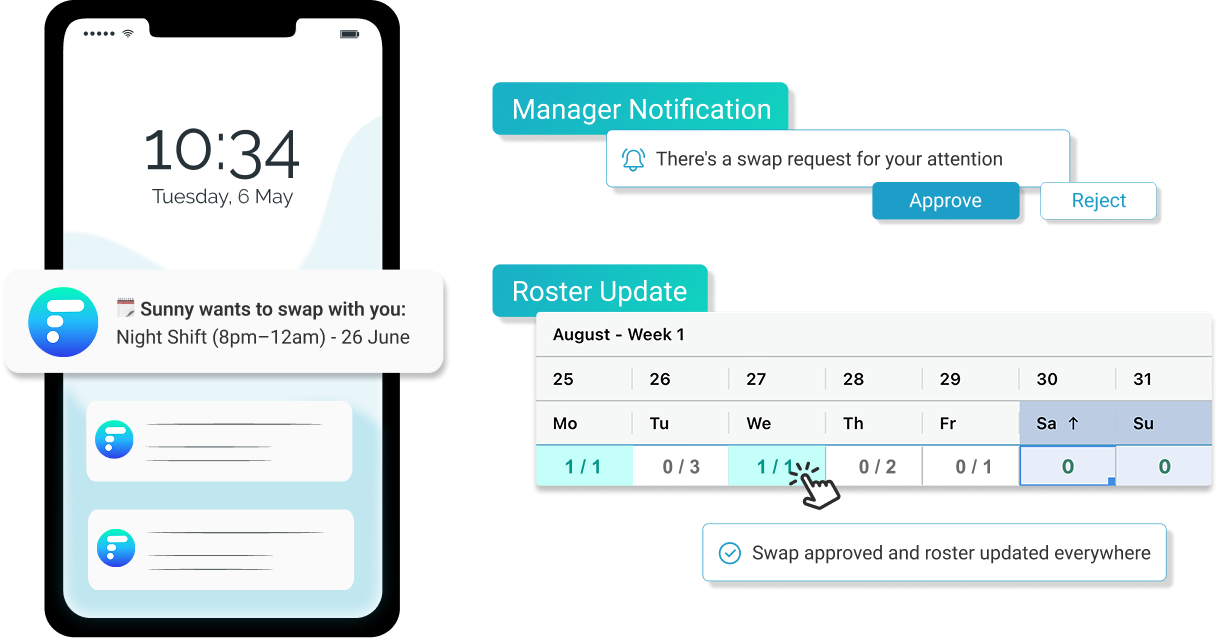 10:34
Tuesday, 6 May
Sunny wants to swap with you:
Night Shift (8pm–12am) - 26 June
Manager Notification
There's a swap request for your attention
Approve Reject
Roster Update
August - Week 1
25 26 27 28 29 30 31
Mo Tu We Th Fr Sa ↑ Su
1 / 1 0 / 3 1 / 1 0 / 2 0 / 1 0 0
Swap approved and roster updated everywhere